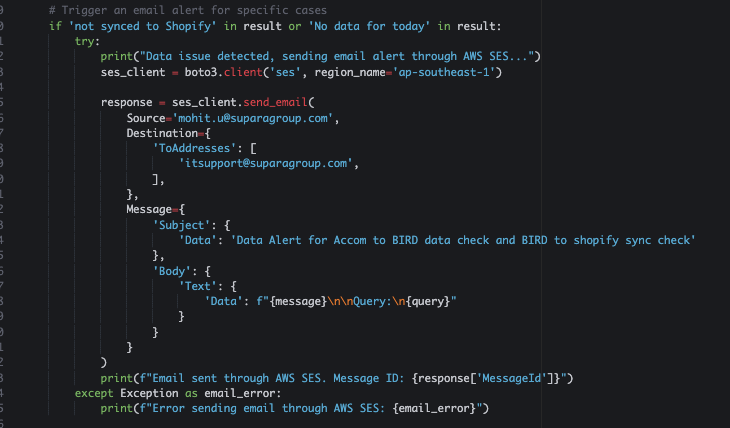 # Trigger an email alert for specific cases
if 'not synced to Shopify' in result or 'No data for today' in result:
try:
print("Data issue detected, sending email alert through AWS SES...")
ses_client = boto3.client('ses', region_name='ap-southeast-1')
response = ses_client.send_email(
Source='mohit.u@suparagroup.com',
Destination={
'ToAddresses': [
'itsupport@suparagroup.com',
],
},
Message={
'Subject': {
'Data': 'Data Alert for Accom to BIRD data check and BIRD to shopify sync check'
},
'Body': {
'Text': {
'Data': f"{message}\n\nQuery:\n{query}"
}
}
}
)
print(f"Email sent through AWS SES. Message ID: {response['MessageId']}")
except Exception as email_error:
print(f"Error sending email through AWS SES: {email_error}")